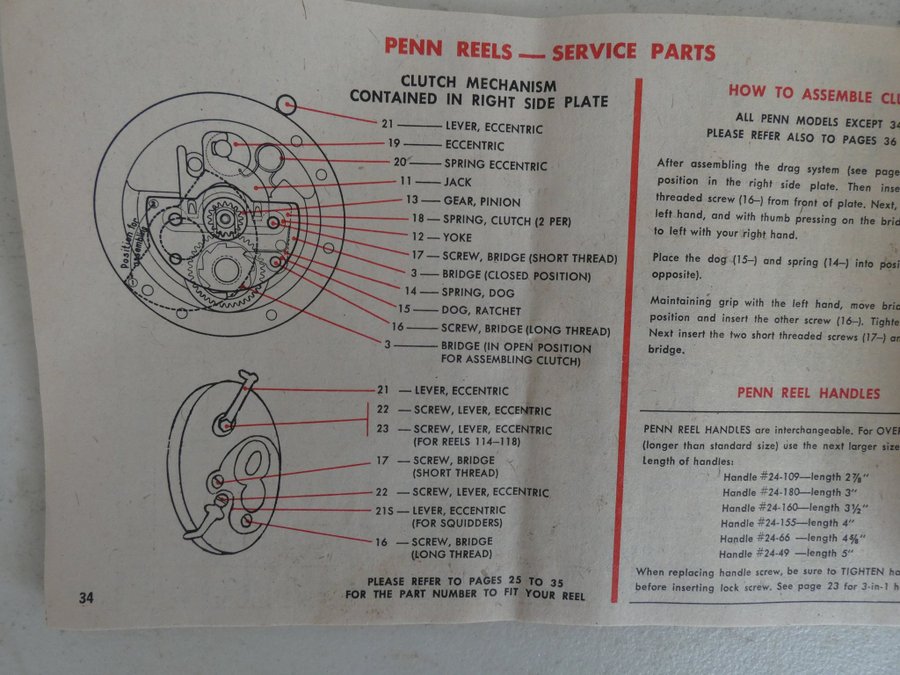 PENN REELS — SERVICE PARTS
CLUTCH MECHANISM
CONTAINED IN RIGHT SIDE PLATE
21 — LEVER, ECCENTRIC
19 — ECCENTRIC
20 — SPRING ECCENTRIC
11 — JACK
13 — GEAR, PINION
18 — SPRING, CLUTCH (2 PER)
12 — YOKE
17 — SCREW, BRIDGE (SHORT THREAD)
3 — BRIDGE (CLOSED POSITION)
14 — SPRING, DOG
15 — DOG, RATCHET
16 — SCREW, BRIDGE (LONG THREAD)
3 — BRIDGE (IN OPEN POSITION
FOR ASSEMBLING CLUTCH)
Position for
assembling
21 — LEVER, ECCENTRIC
22 — SCREW, LEVER, ECCENTRIC
23 — SCREW, LEVER, ECCENTRIC
(FOR REELS 114–118)
17 — SCREW, BRIDGE
(SHORT THREAD)
22 — SCREW, LEVER, ECCENTRIC
21S — LEVER, ECCENTRIC
(FOR SQUIDDERS)
16 — SCREW, BRIDGE
(LONG THREAD)
PLEASE REFER TO PAGES 25 TO 35
FOR THE PART NUMBER TO FIT YOUR REEL
34
HOW TO ASSEMBLE CLU
ALL PENN MODELS EXCEPT 34
PLEASE REFER ALSO TO PAGES 36
After assembling the drag system (see page
position in the right side plate. Then inse
threaded screw (16–) from front of plate. Next,
left hand, and with thumb pressing on the brid
to left with your right hand.
Place the dog (15–) and spring (14–) into posi
opposite).
Maintaining grip with the left hand, move brid
position and insert the other screw (16–). Tighte
Next insert the two short threaded screws (17–) an
bridge.
PENN REEL HANDLES
PENN REEL HANDLES are interchangeable. For OVER
(longer than standard size) use the next larger size
Length of handles:
Handle #24-109—length 2⅞"
Handle #24-180—length 3"
Handle #24-160—length 3½"
Handle #24-155—length 4"
Handle #24-66 —length 4⅝"
Handle #24-49 —length 5"
When replacing handle screw, be sure to TIGHTEN ha
before inserting lock screw. See page 23 for 3-in-1 h